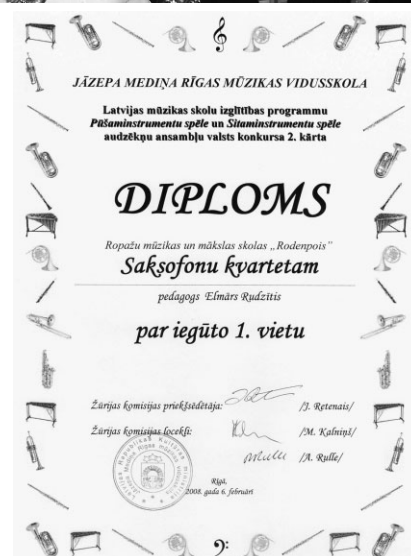 JĀZEPA MEDIŅA RĪGAS MŪZIKAS VIDUSSKOLA
Latvijas mūzikas skolu izglītības programmu
Pūšaminstrumentu spēle un Sitaminstrumentu spēle
audzēkņu ansambļu valsts konkursa 2. kārta
DIPLOMS
Ropažu mūzikas un mākslas skolas „Rodenpois”
Saksofonu kvartetam
pedagogs Elmārs Rudzītis
par iegūto 1. vietu
Žūrijas komisijas priekšsēdētāja: /J. Retenais/
Žūrijas komisijas locekļi: /M. Kalniņš/
/A. Rulle/
Rīgā,
2008. gada 6. februārī